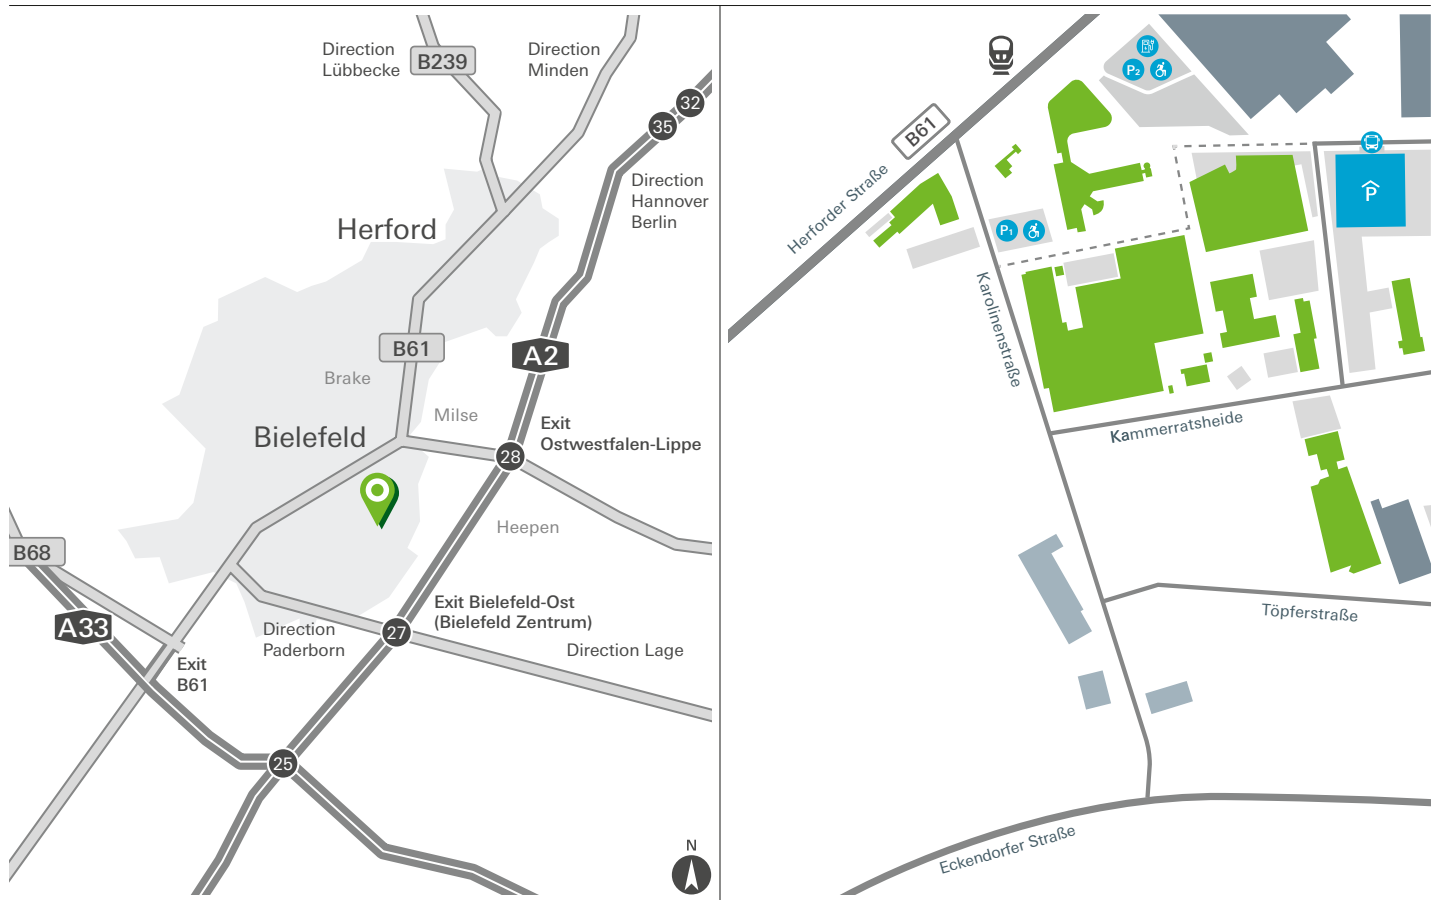 Direction
Lübbecke
B239
Direction
Minden
32
35
Direction
Hannover
Berlin
Herford
B61
A2
Brake
Milse
Exit
Ostwestfalen-Lippe
Bielefeld
28
Heepen
B68
A33
Exit Bielefeld-Ost
(Bielefeld Zentrum)
27
Direction
Paderborn
Direction Lage
Exit
B61
25
N
P2
B61
Herforder Straße
P
P1
Karolinenstraße
Kammerratsheide
Töpferstraße
Eckendorfer Straße